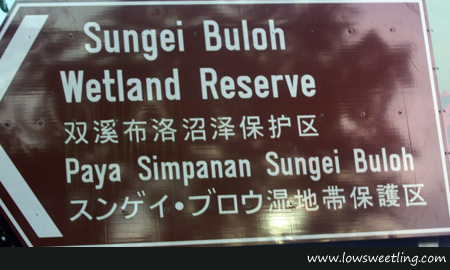 Sungei Buloh
Wetland Reserve
双溪布洛沼泽保护区
Paya Simpanan Sungei Buloh
スンゲイ・ブロウ湿地帯保護区
www.lowsweetling.com